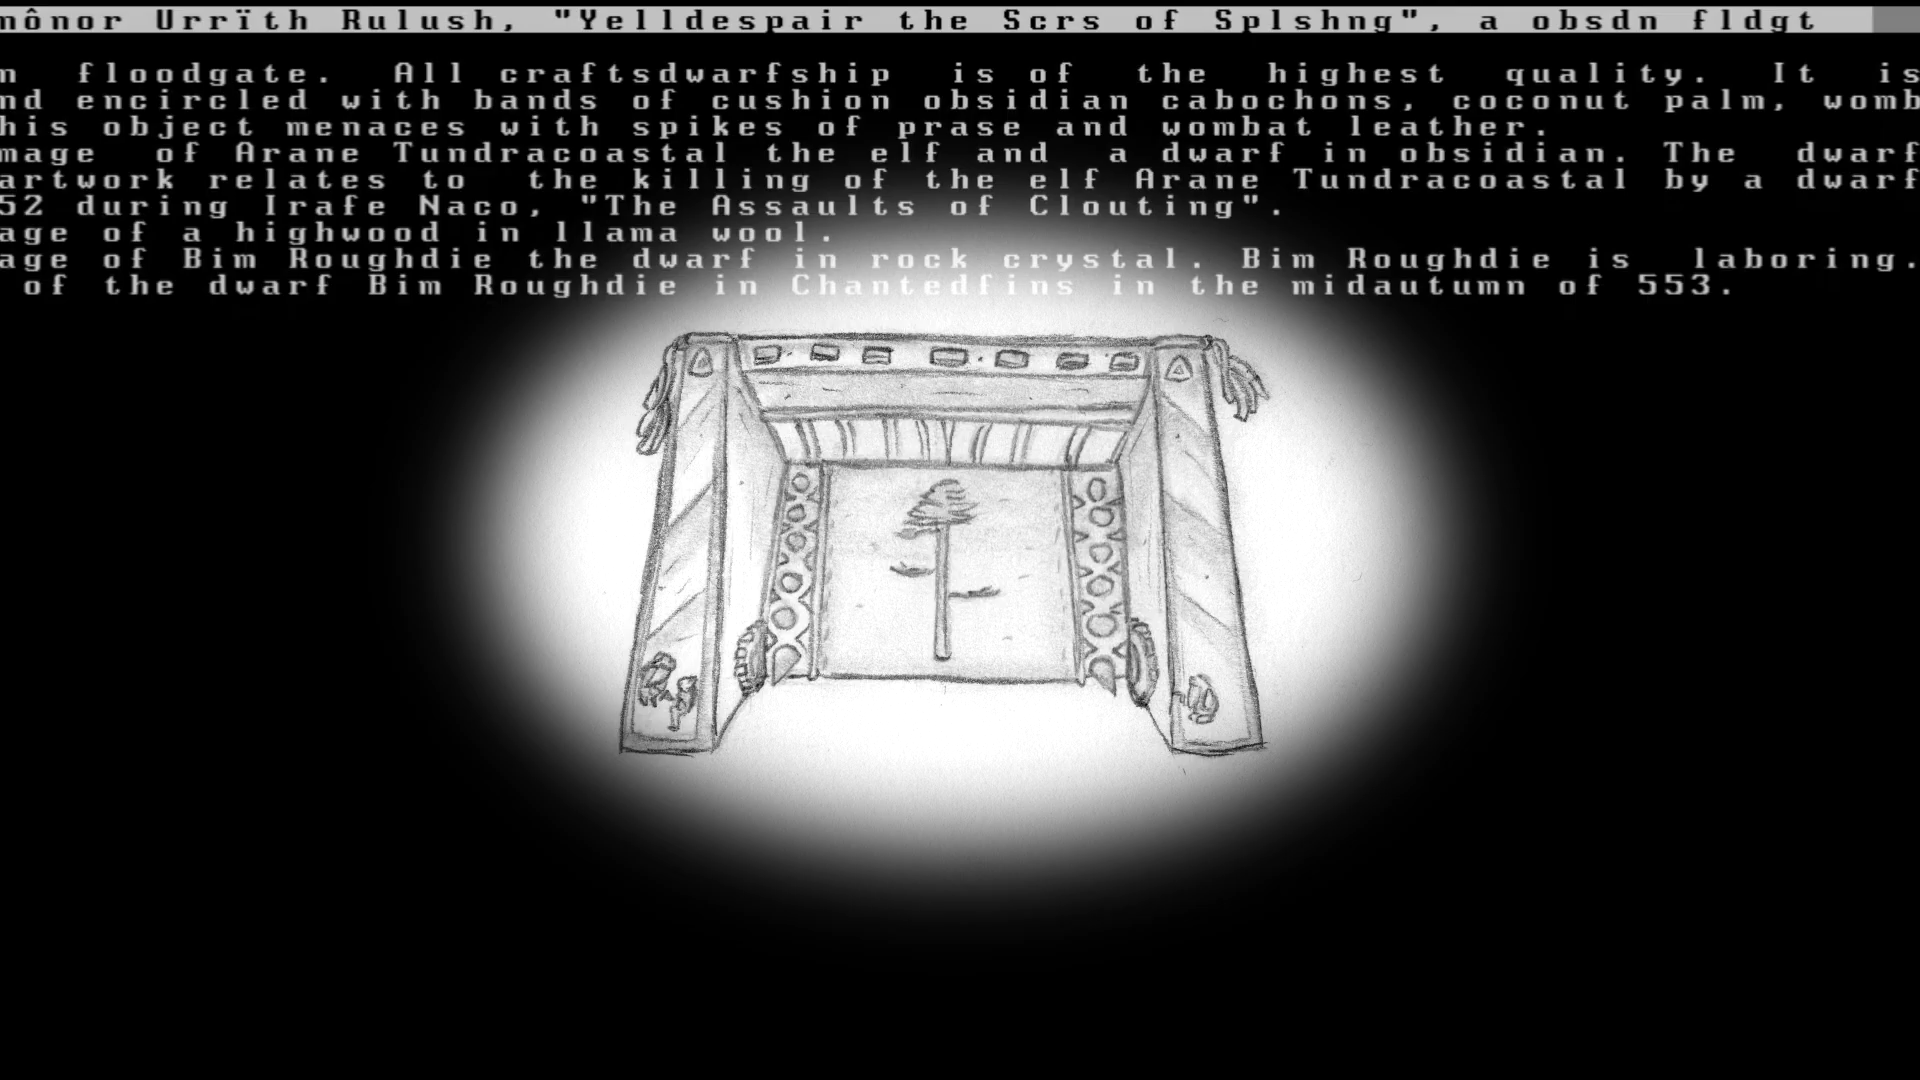 nônor Urrïth Rulush, "Yelldespair the Scrs of Splshng", a obsdn fldgt
n floodgate. All craftsdwarfship is of the highest quality. It is
nd encircled with bands of cushion obsidian cabochons, coconut palm, womb
his object menaces with spikes of prase and wombat leather.
mage of Arane Tundracoastal the elf and a dwarf in obsidian. The dwarf
artwork relates to the killing of the elf Arane Tundracoastal by a dwarf
52 during Irafe Naco, "The Assaults of Clouting".
age of a highwood in llama wool.
age of Bim Roughdie the dwarf in rock crystal. Bim Roughdie is laboring.
of the dwarf Bim Roughdie in Chantedfins in the midautumn of 553.